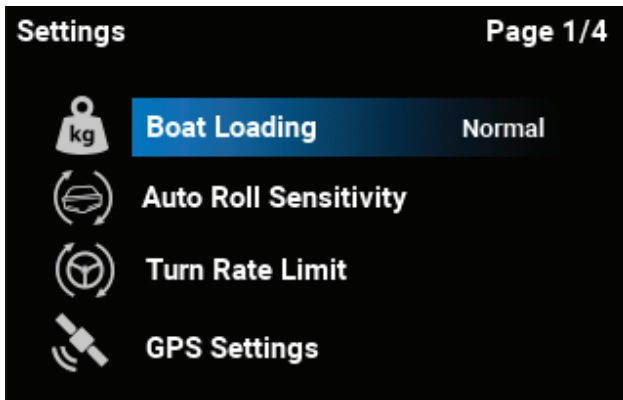 Settings Page 1/4
kg Boat Loading Normal
Auto Roll Sensitivity
Turn Rate Limit
GPS Settings